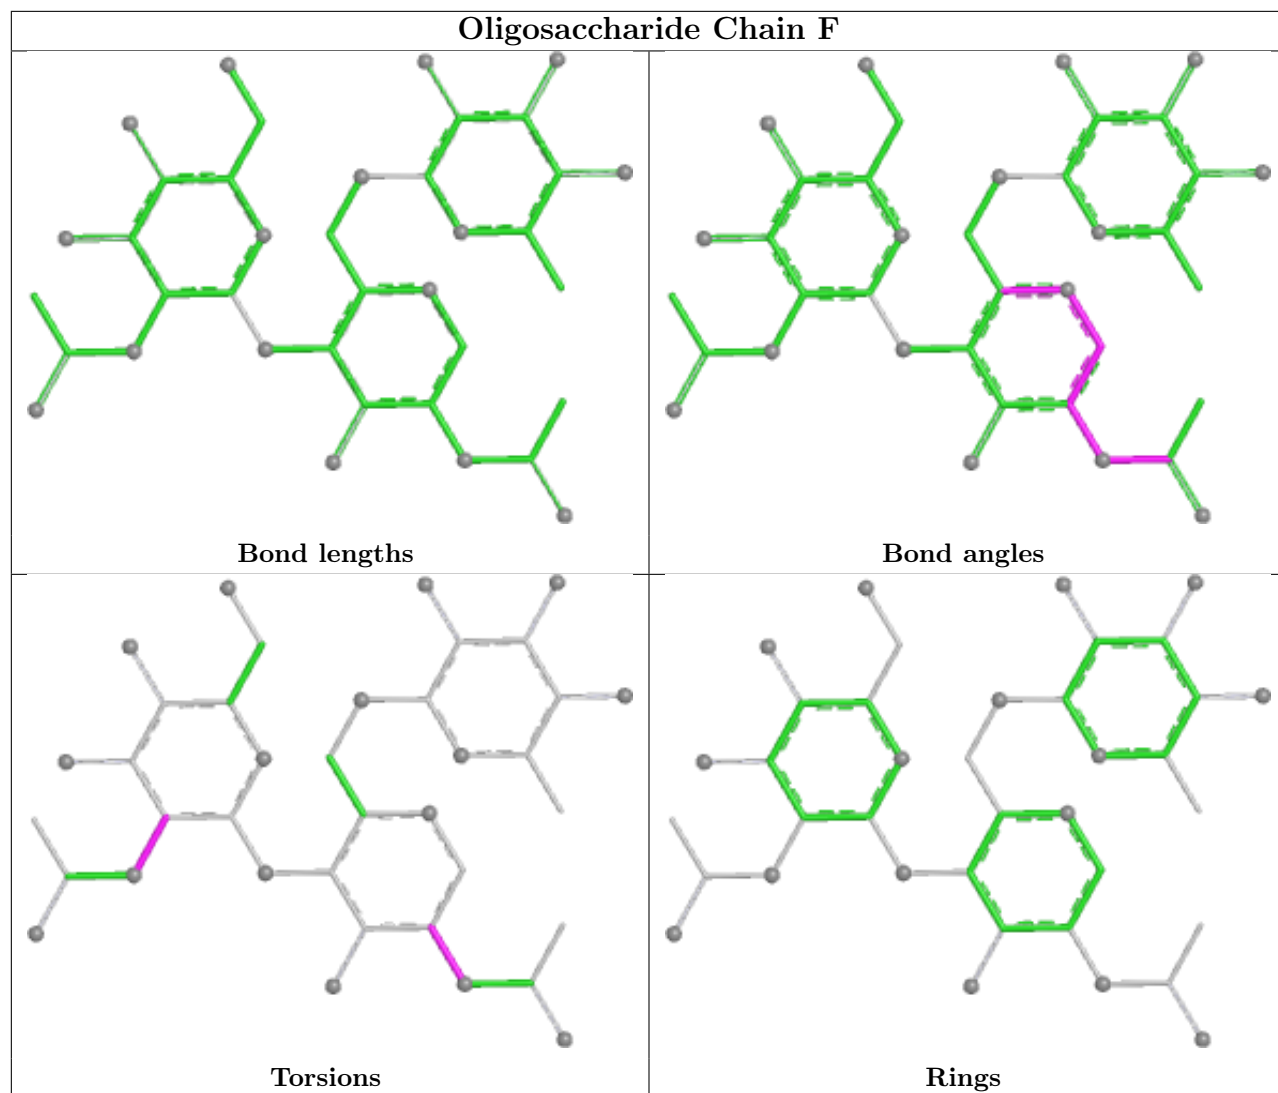 Oligosaccharide Chain F
Bond lengths
Bond angles
Torsions
Rings